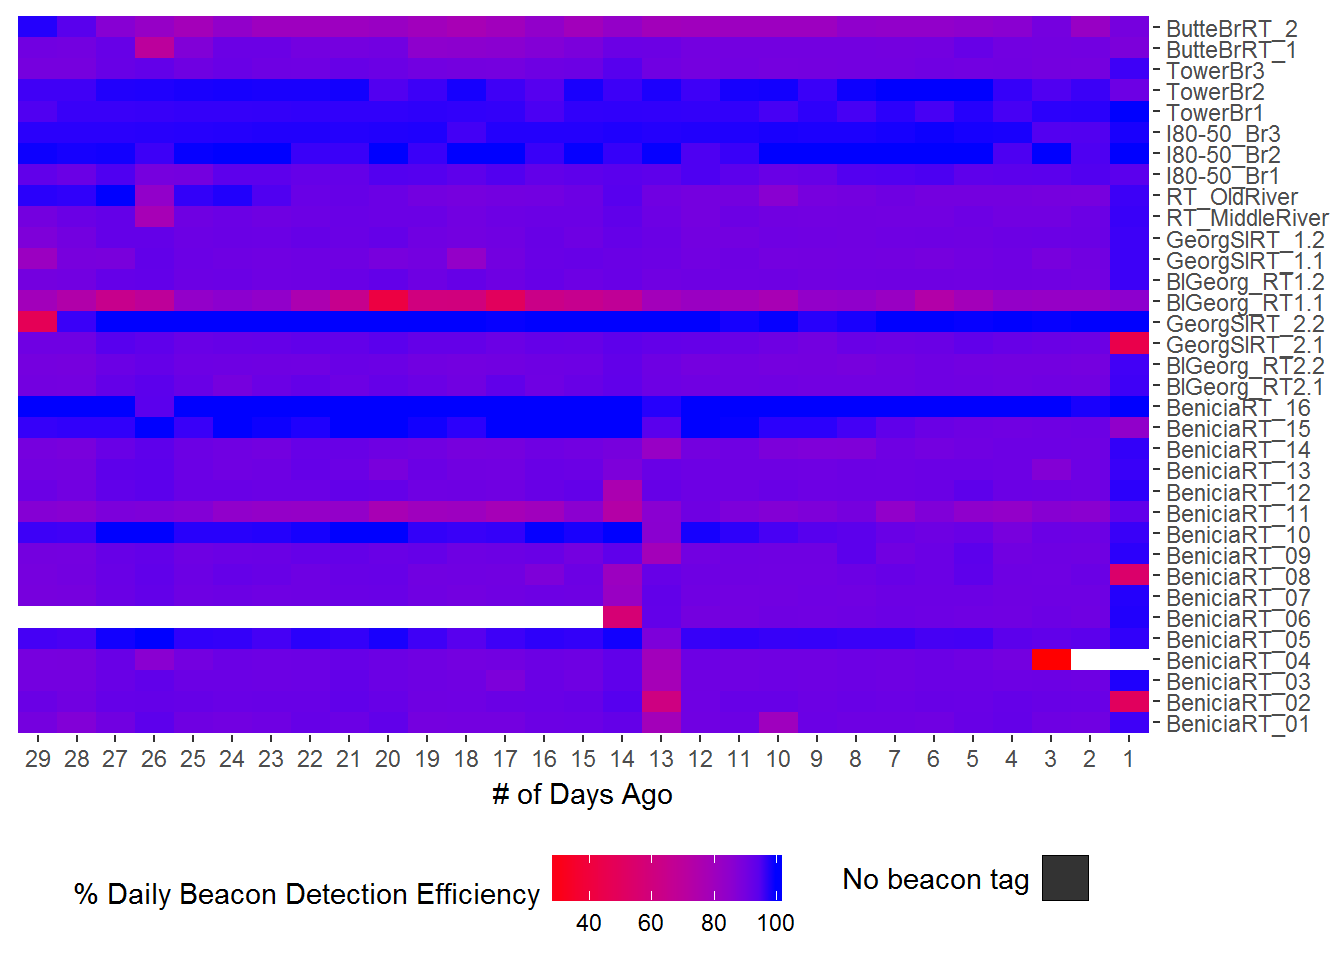 ButteBrRT_2
ButteBrRT_1
TowerBr3
TowerBr2
TowerBr1
I80-50_Br3
I80-50_Br2
I80-50_Br1
RT_OldRiver
RT_MiddleRiver
GeorgSlRT_1.2
GeorgSlRT_1.1
BlGeorg_RT1.2
BlGeorg_RT1.1
GeorgSlRT_2.2
GeorgSlRT_2.1
BlGeorg_RT2.2
BlGeorg_RT2.1
BeniciaRT_16
BeniciaRT_15
BeniciaRT_14
BeniciaRT_13
BeniciaRT_12
BeniciaRT_11
BeniciaRT_10
BeniciaRT_09
BeniciaRT_08
BeniciaRT_07
BeniciaRT_06
BeniciaRT_05
BeniciaRT_04
BeniciaRT_03
BeniciaRT_02
BeniciaRT_01
29 28 27 26 25 24 23 22 21 20 19 18 17 16 15 14 13 12 11 10 9 8 7 6 5 4 3 2 1
# of Days Ago
% Daily Beacon Detection Efficiency
40 60 80 100
No beacon tag